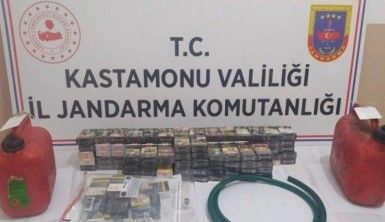 T.C.
KASTAMONU VALİLİĞİ
İL JANDARMA KOMUTANLIĞI